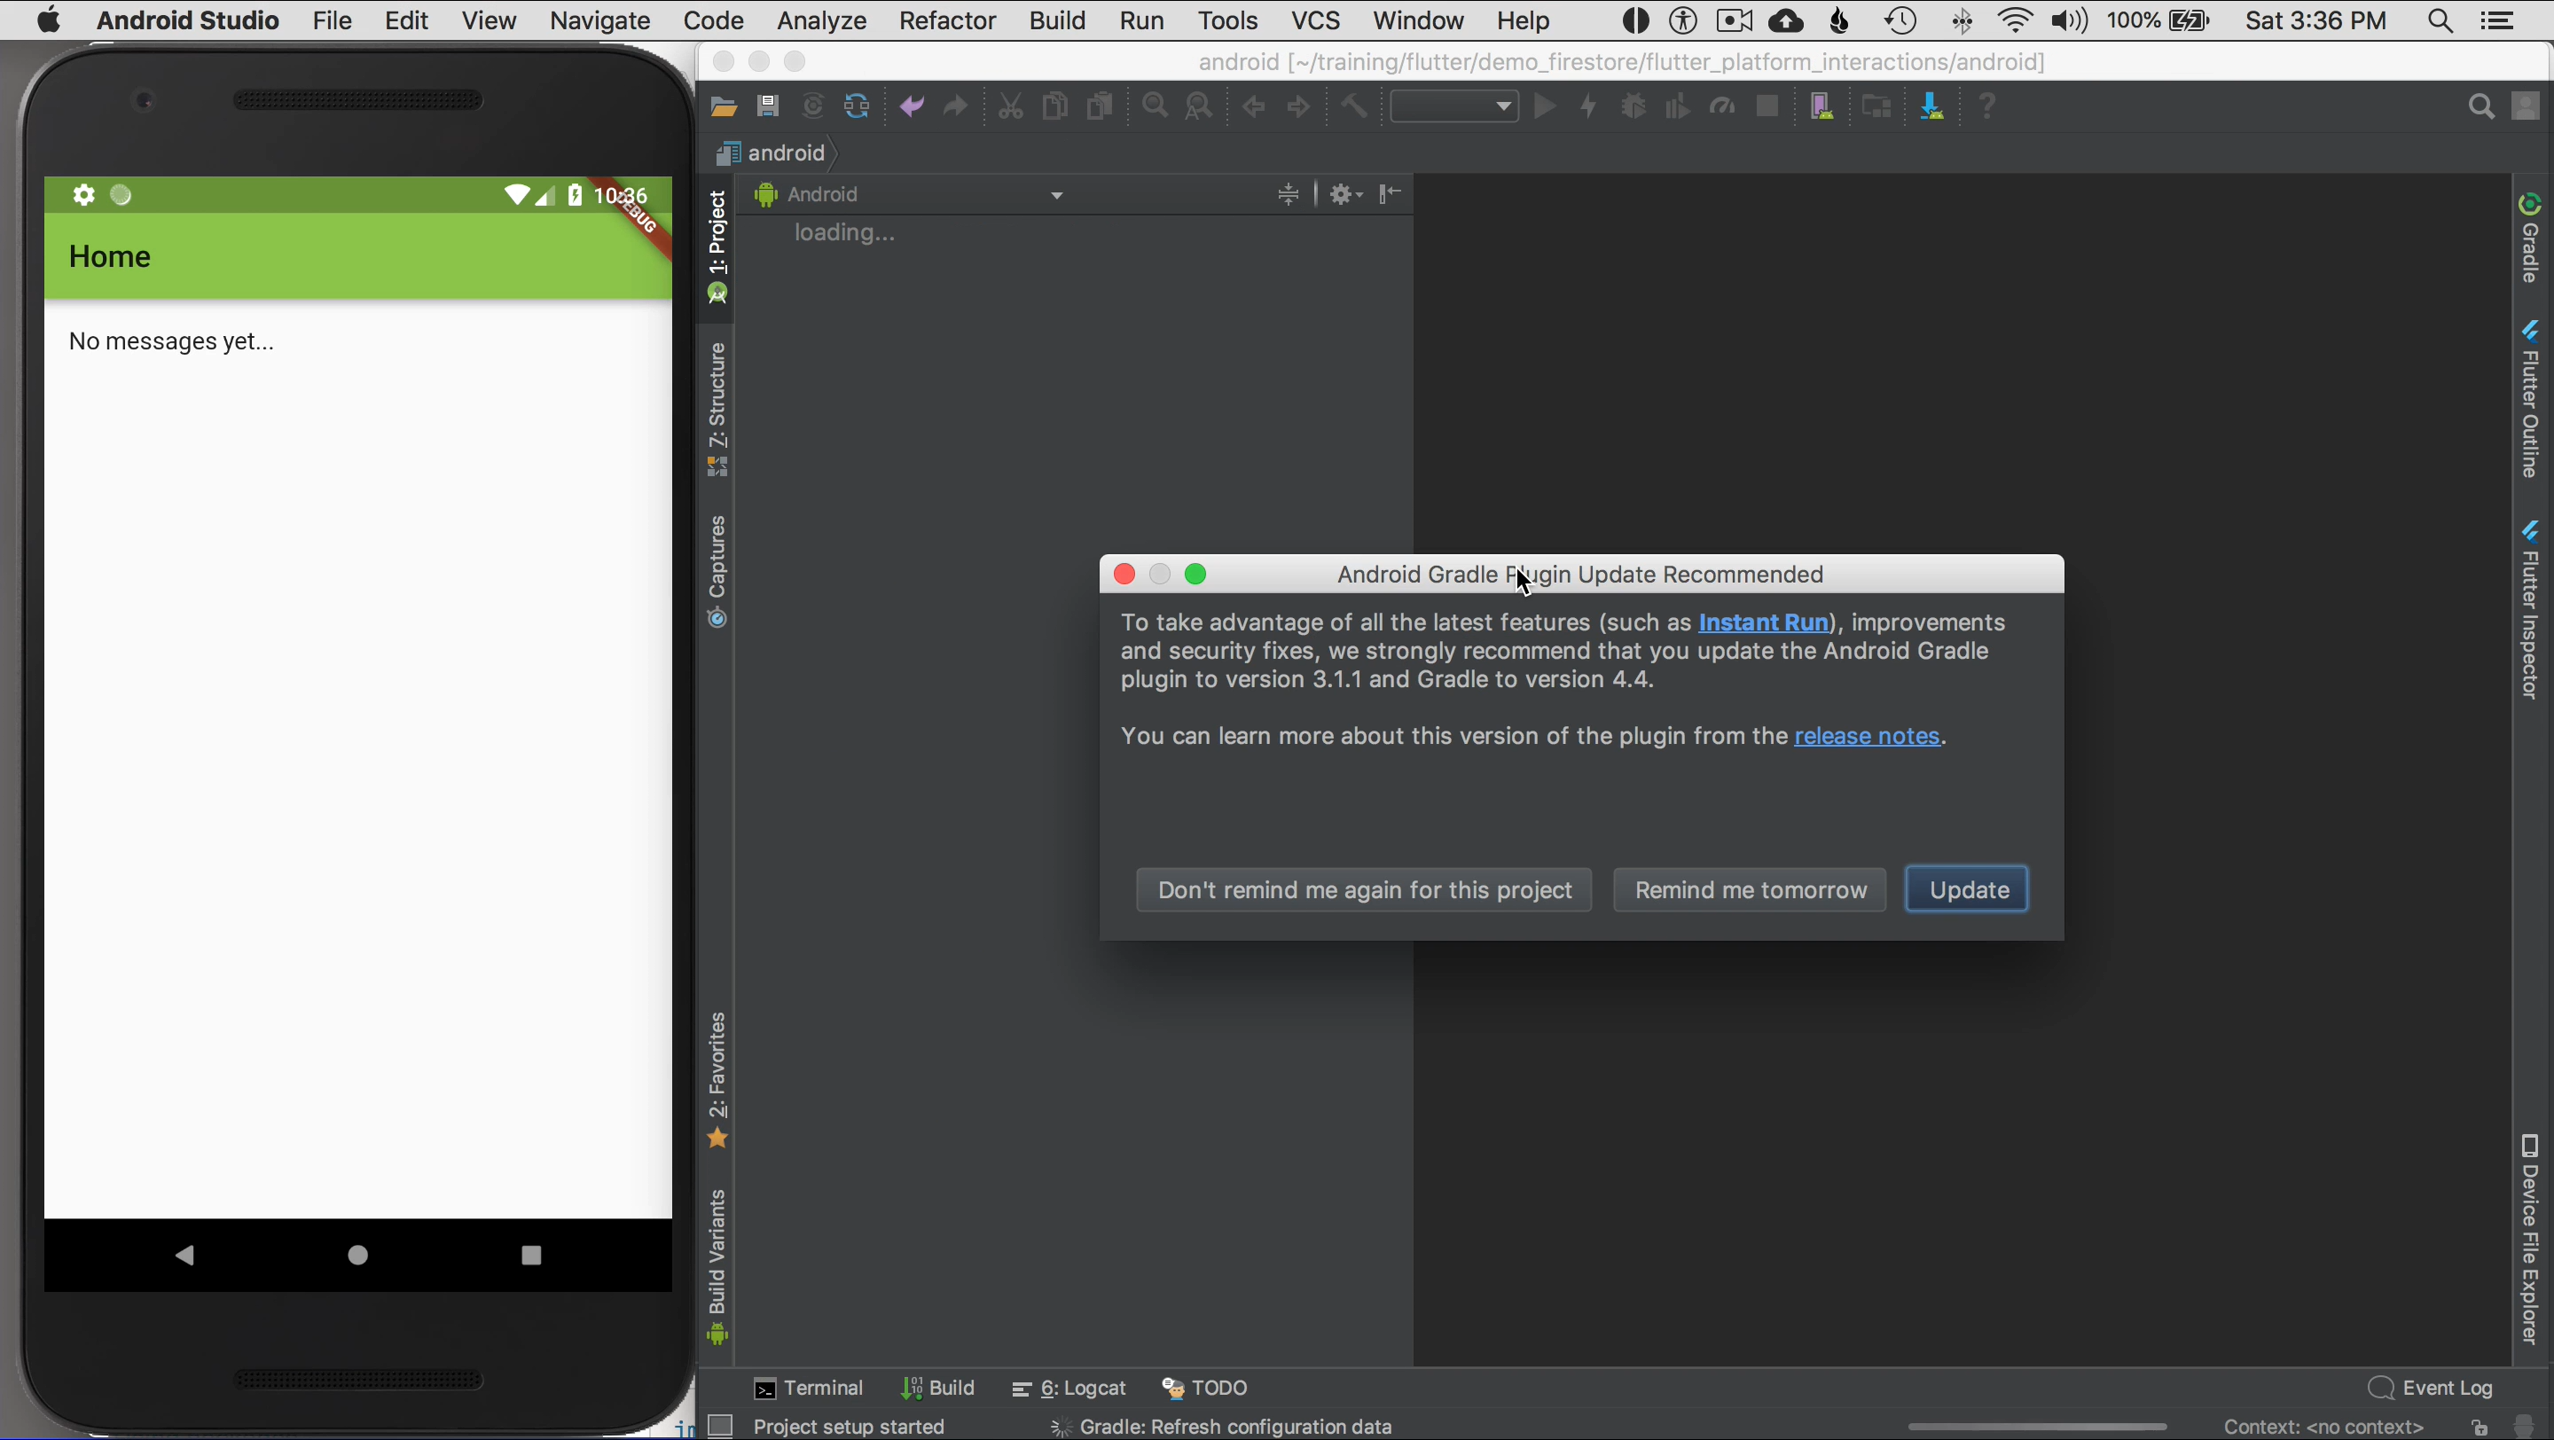 Android Studio File Edit View Navigate Code Analyze Refactor Build Run Tools VCS Window Help 100% Sat 3:36 PM
android [~/training/flutter/demo_firestore/flutter_platform_interactions/android]
android
10:36
DEBUG
Home
No messages yet...
1: Project
7: Structure
Captures
2: Favorites
Build Variants
Android
loading...
Android Gradle Plugin Update Recommended
To take advantage of all the latest features (such as Instant Run), improvements
and security fixes, we strongly recommend that you update the Android Gradle
plugin to version 3.1.1 and Gradle to version 4.4.
You can learn more about this version of the plugin from the release notes.
Don't remind me again for this project Remind me tomorrow Update
Gradle
Flutter Outline
Flutter Inspector
Device File Explorer
Terminal Build 6: Logcat TODO Event Log
Project setup started Gradle: Refresh configuration data Context: <no context>